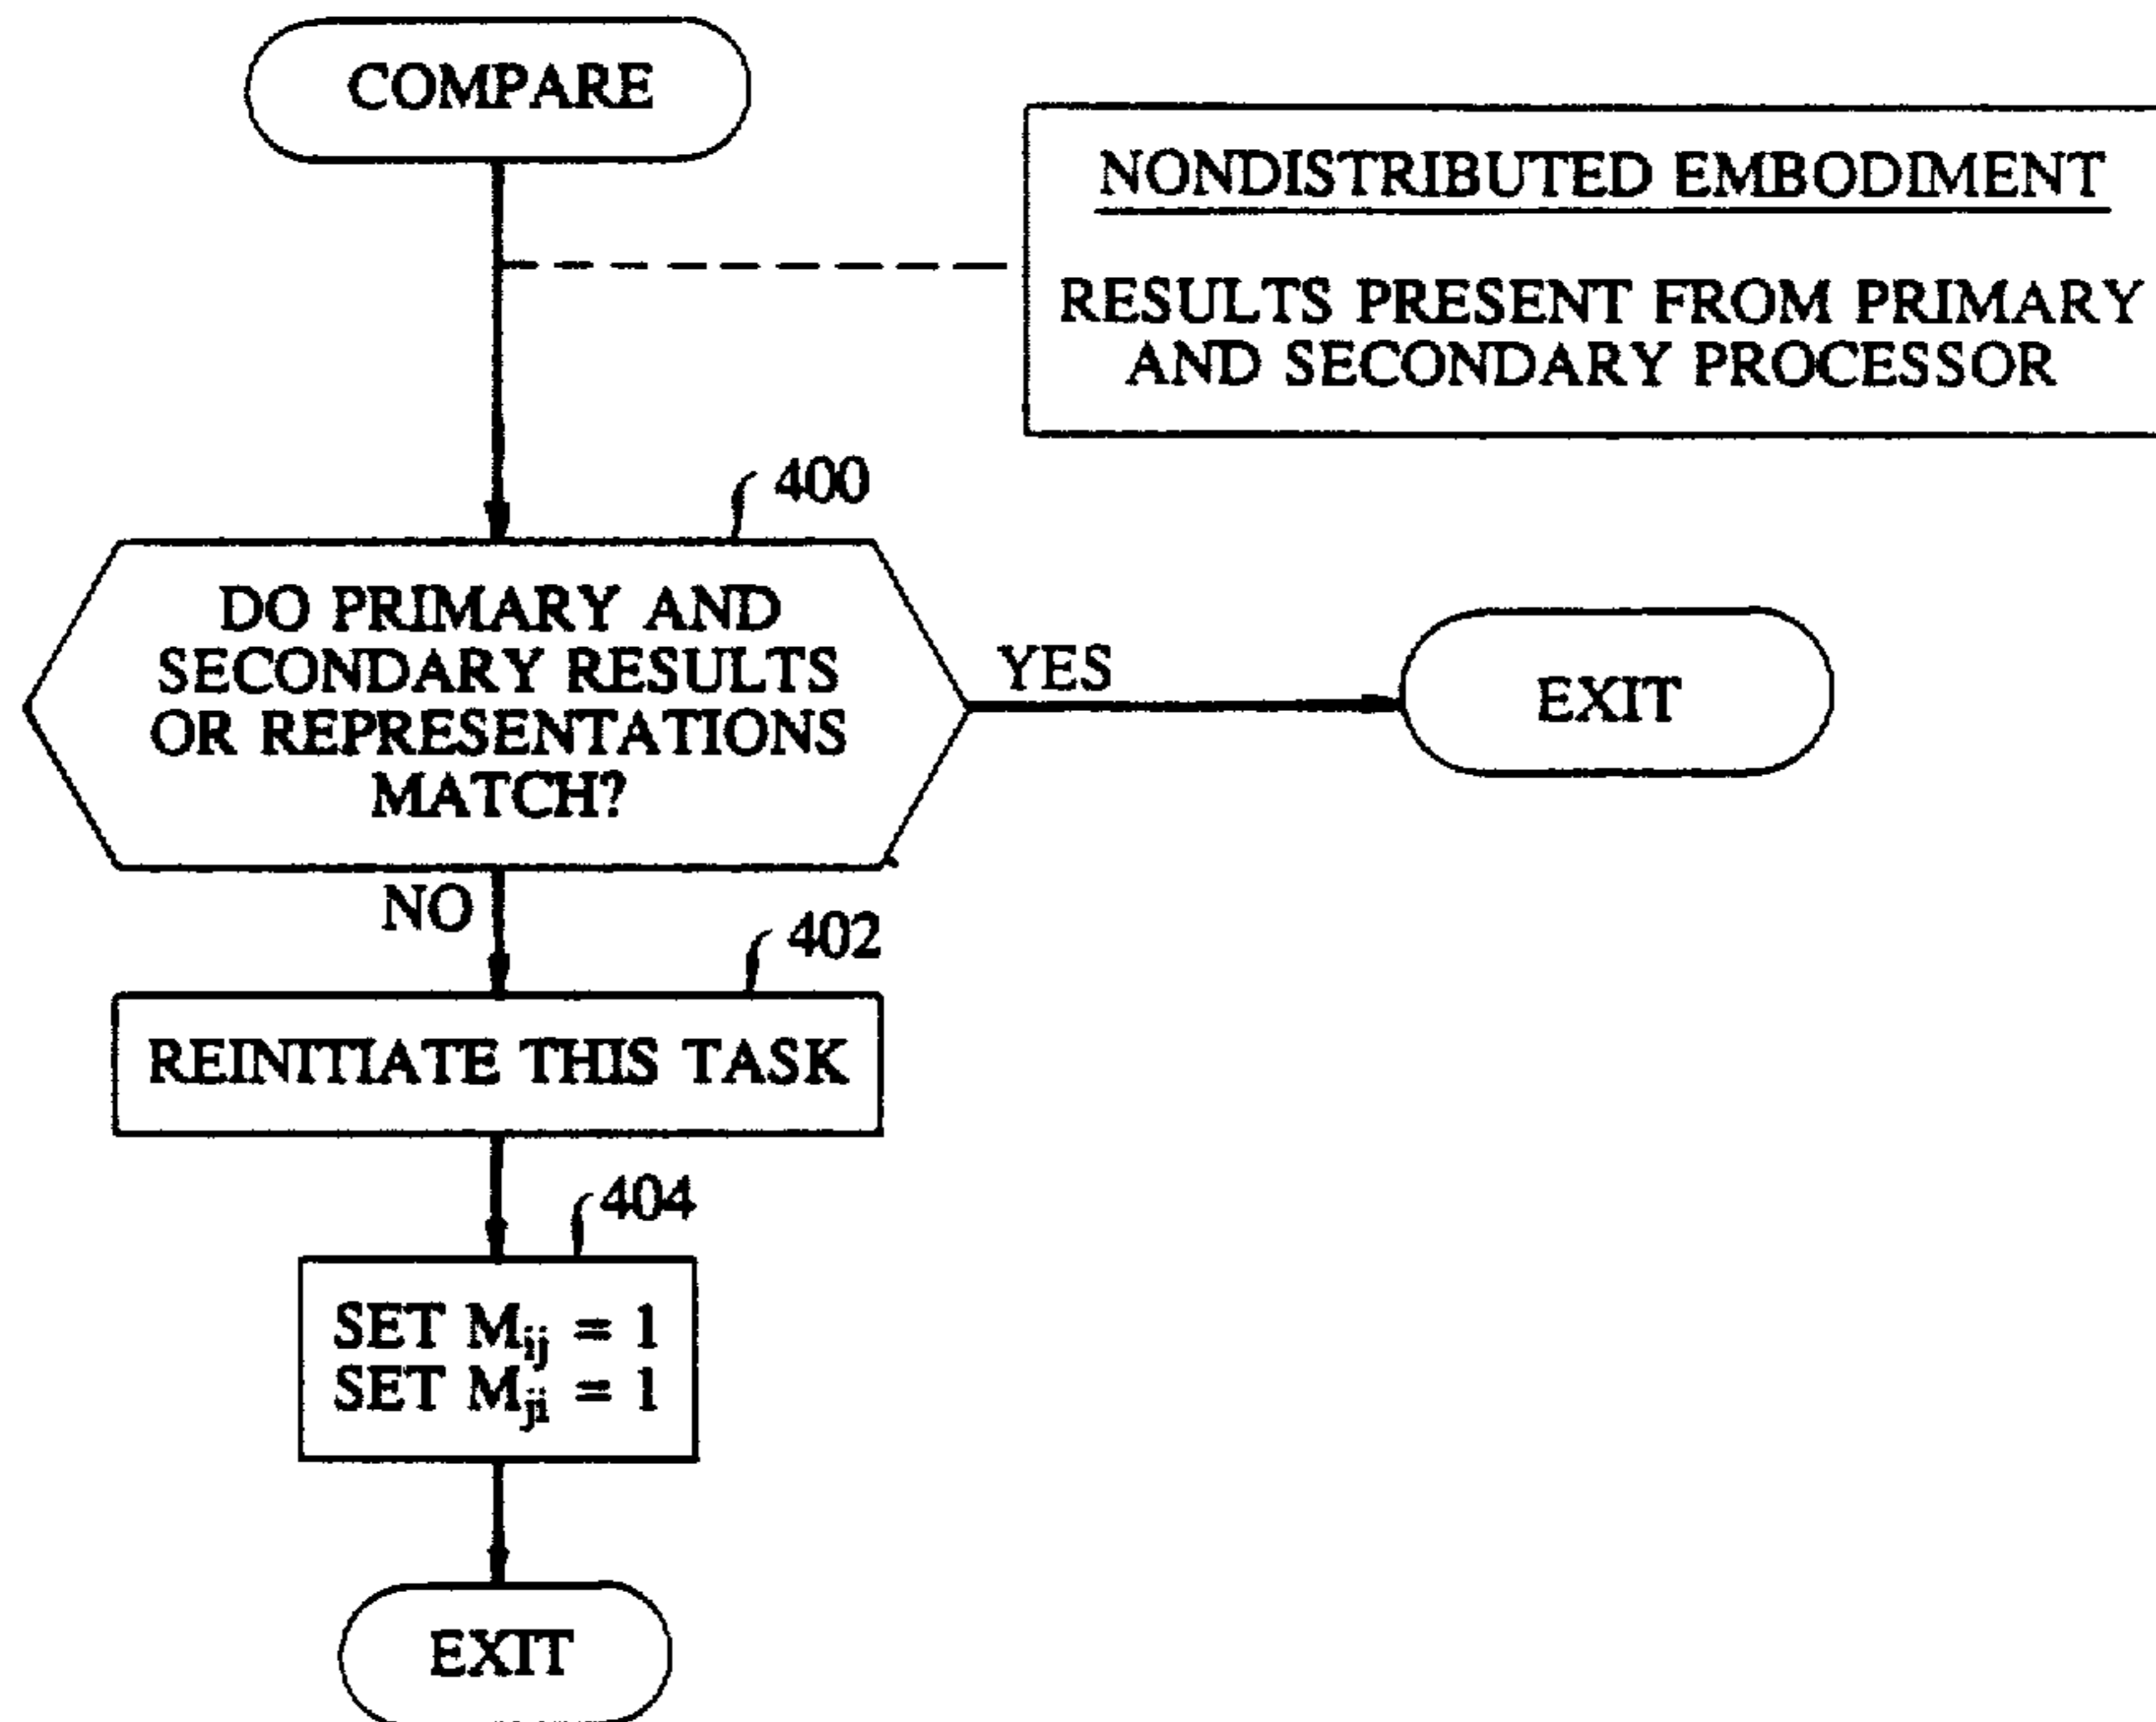 COMPARE
NONDISTRIBUTED EMBODIMENT
RESULTS PRESENT FROM PRIMARY
AND SECONDARY PROCESSOR
400
DO PRIMARY AND
SECONDARY RESULTS
OR REPRESENTATIONS
MATCH?
YES
EXIT
NO
402
REINITIATE THIS TASK
404
SET Mij = 1
SET Mji = 1
EXIT